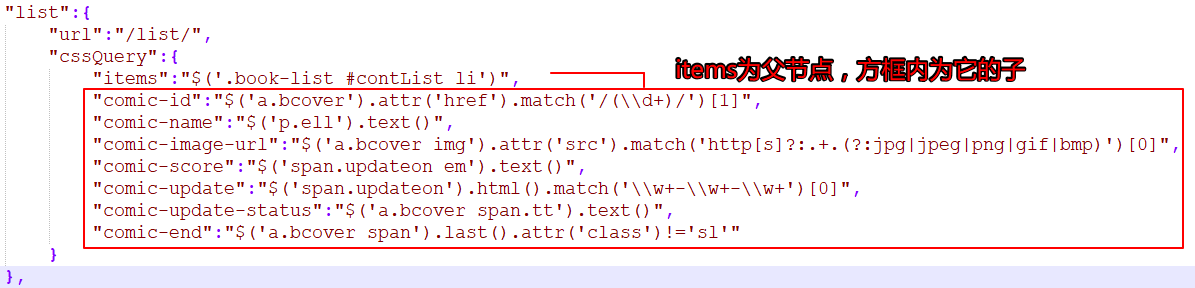 "list":{
"url":"/list/",
"cssQuery":{
"items":"$('.book-list #contList li')",
items为父节点，方框内为它的子
"comic-id":"$('a.bcover').attr('href').match('/(\\d+)/')[1]",
"comic-name":"$('p.ell').text()",
"comic-image-url":"$('a.bcover img').attr('src').match('http[s]?:.+.(?:jpg|jpeg|png|gif|bmp)')[0]",
"comic-score":"$('span.updateon em').text()",
"comic-update":"$('span.updateon').html().match('\\w+-\\w+-\\w+')[0]",
"comic-update-status":"$('a.bcover span.tt').text()",
"comic-end":"$('a.bcover span').last().attr('class')!='sl'"
}
},